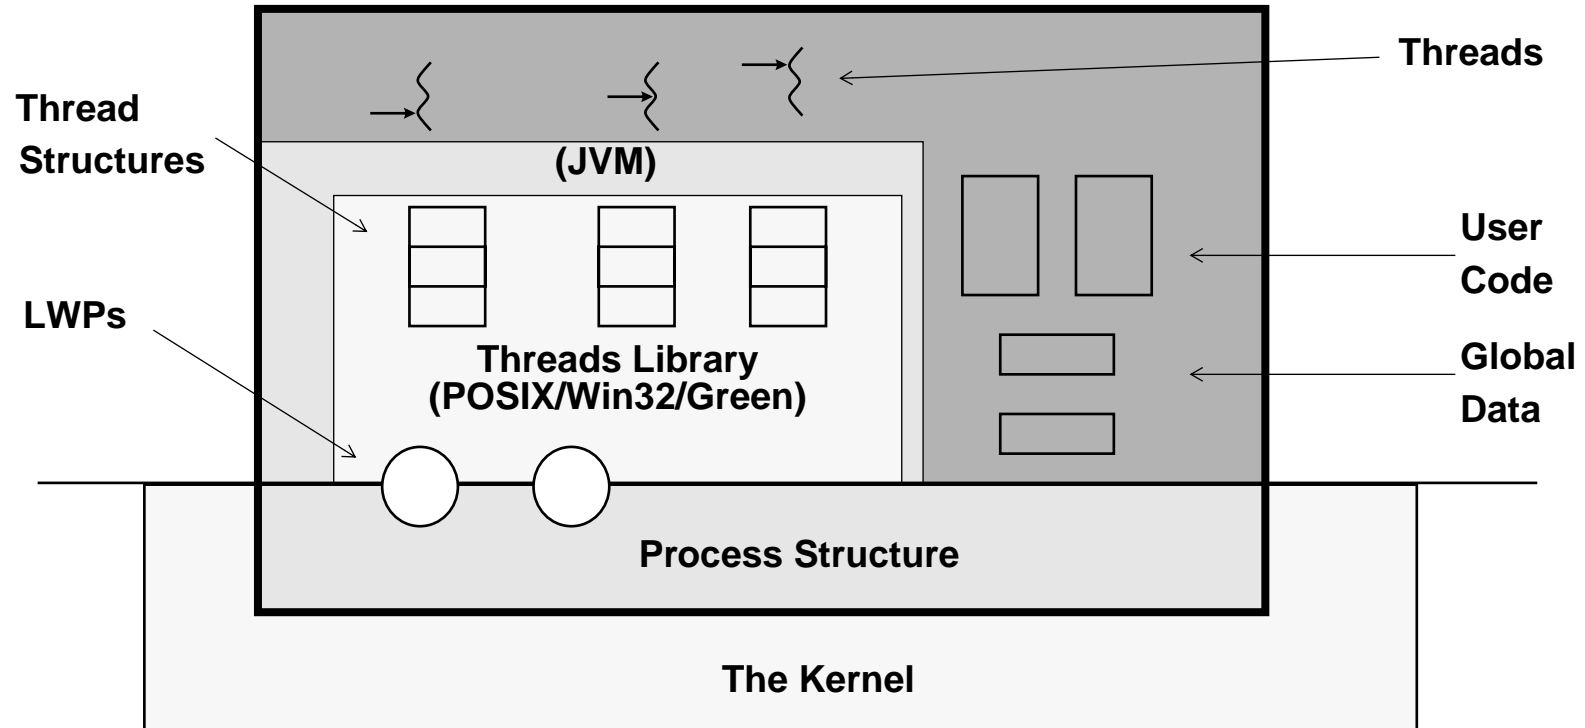 Threads
Thread
Structures
(JVM)
User
Code
LWPs
Threads Library
(POSIX/Win32/Green)
Global
Data
Process Structure
The Kernel